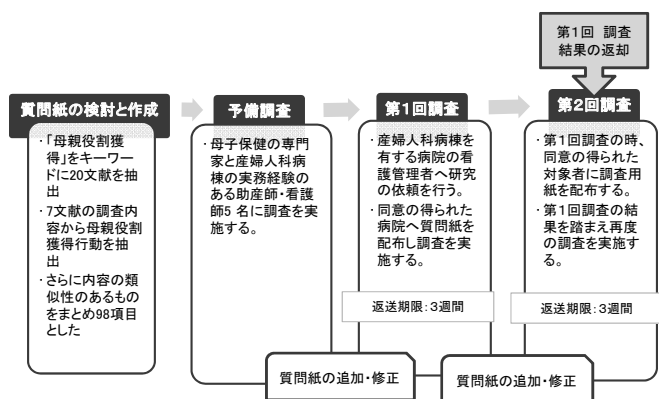 第1回 調査
結果の返却
質問紙の検討と作成
・「母親役割獲
得」をキーワー
ドに20文献を抽
出
・7文献の調査内
容から母親役割
獲得行動を抽
出
・さらに内容の類
似性のあるもの
をまとめ98項目
とした
予備調査
・母子保健の専門
家と産婦人科病
棟の実務経験の
ある助産師・看護
師5 名に調査を実
施する。
第1回調査
・産婦人科病棟を
有する病院の看
護管理者へ研究
の依頼を行う。
・同意の得られた
病院へ質問紙を
配布し調査を実
施する。
返送期限:3週間
第2回調査
・第1回調査の時、
同意の得られた
対象者に調査用
紙を配布する。
・第1回調査の結
果を踏まえ再度
の調査を実施す
る。
返送期限:3週間
質問紙の追加・修正
質問紙の追加・修正